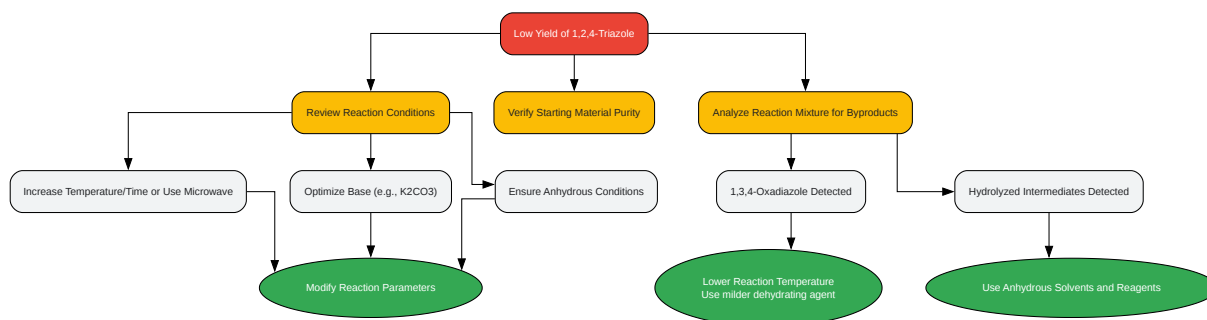 Low Yield of 1,2,4-Triazole
Review Reaction Conditions
Verify Starting Material Purity
Analyze Reaction Mixture for Byproducts
Increase Temperature/Time or Use Microwave
Optimize Base (e.g., K2CO3)
Ensure Anhydrous Conditions
1,3,4-Oxadiazole Detected
Hydrolyzed Intermediates Detected
Modify Reaction Parameters
Lower Reaction Temperature
Use milder dehydrating agent
Use Anhydrous Solvents and Reagents